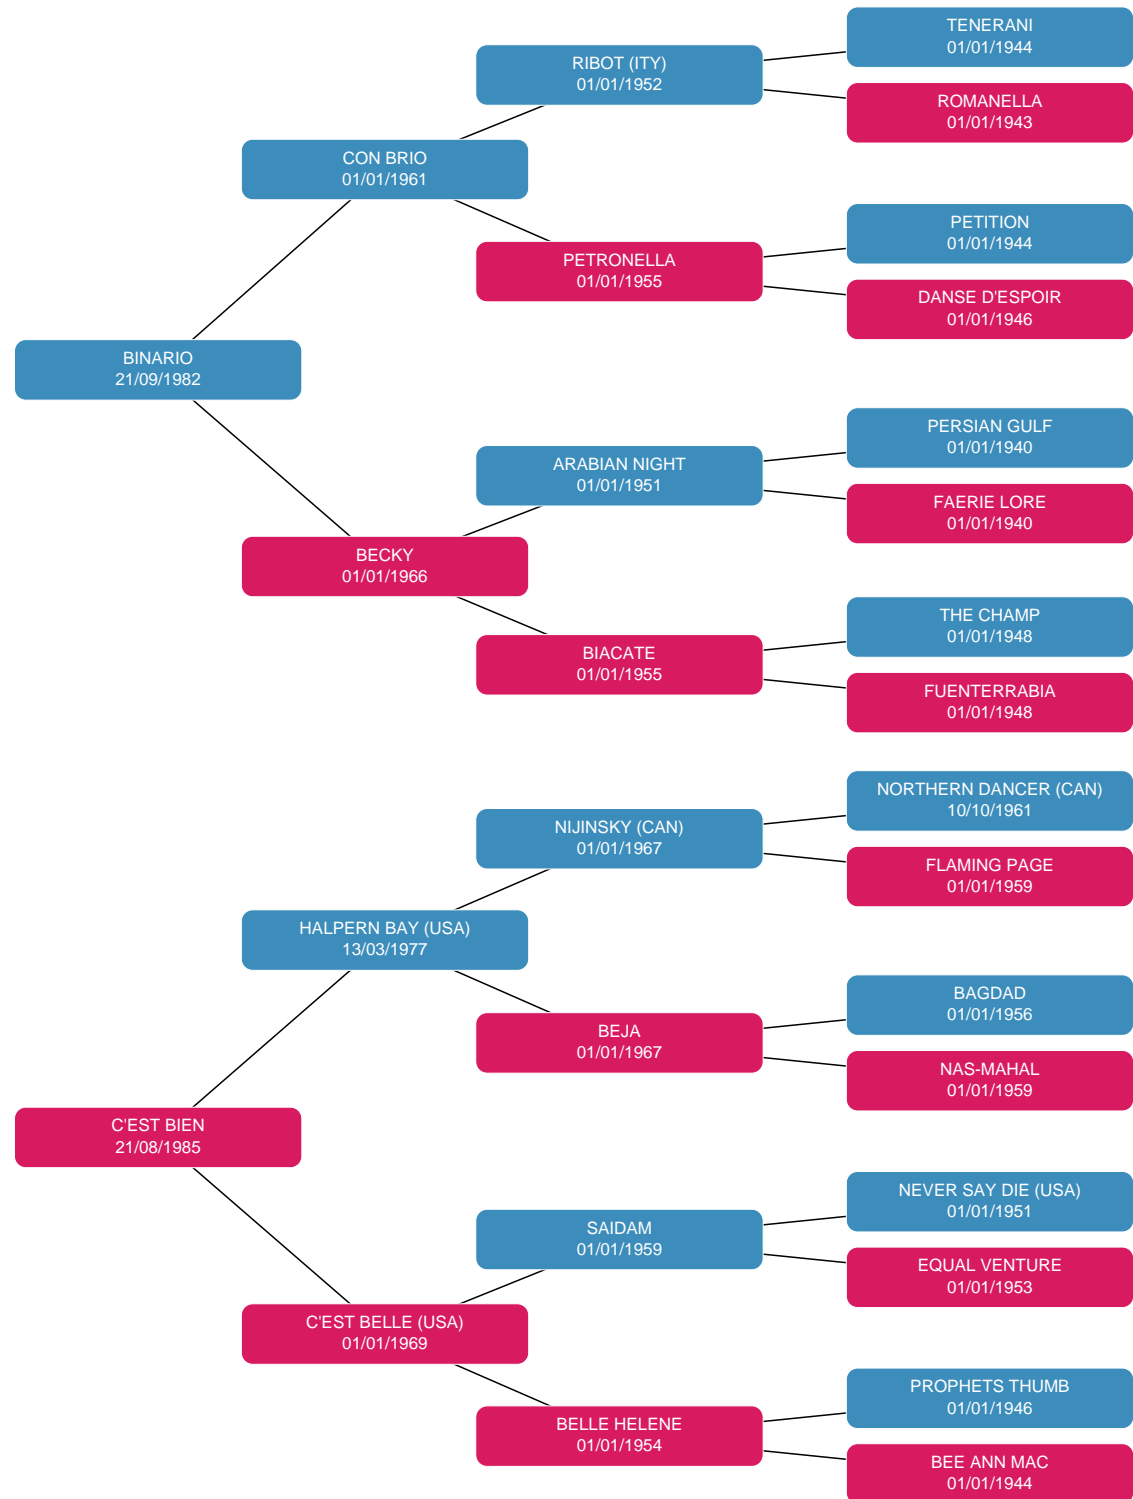 TENERANI
01/01/1944
RIBOT (ITY)
01/01/1952
ROMANELLA
01/01/1943
CON BRIO
01/01/1961
PETITION
01/01/1944
PETRONELLA
01/01/1955
DANSE D'ESPOIR
01/01/1946
BINARIO
21/09/1982
PERSIAN GULF
01/01/1940
ARABIAN NIGHT
01/01/1951
FAERIE LORE
01/01/1940
BECKY
01/01/1966
THE CHAMP
01/01/1948
BIACATE
01/01/1955
FUENTERRABIA
01/01/1948
NORTHERN DANCER (CAN)
10/10/1961
NIJINSKY (CAN)
01/01/1967
FLAMING PAGE
01/01/1959
HALPERN BAY (USA)
13/03/1977
BAGDAD
01/01/1956
BEJA
01/01/1967
NAS-MAHAL
01/01/1959
C'EST BIEN
21/08/1985
NEVER SAY DIE (USA)
01/01/1951
SAIDAM
01/01/1959
EQUAL VENTURE
01/01/1953
C'EST BELLE (USA)
01/01/1969
PROPHETS THUMB
01/01/1946
BELLE HELENE
01/01/1954
BEE ANN MAC
01/01/1944